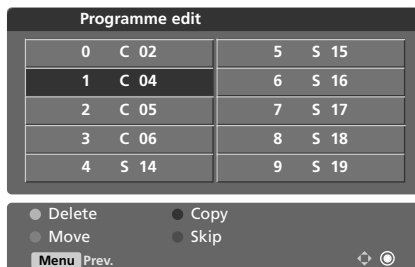 Programme edit
0 C 02 5 S 15
1 C 04 6 S 16
2 C 05 7 S 17
3 C 06 8 S 18
4 S 14 9 S 19
Delete Copy
Move Skip
Menu Prev.